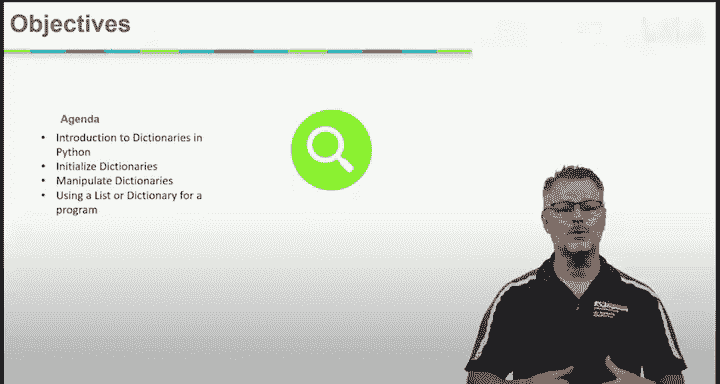 Objectives
Agenda
• Introduction to Dictionaries in
Python
• Initialize Dictionaries
• Manipulate Dictionaries
• Using a List or Dictionary for a
program